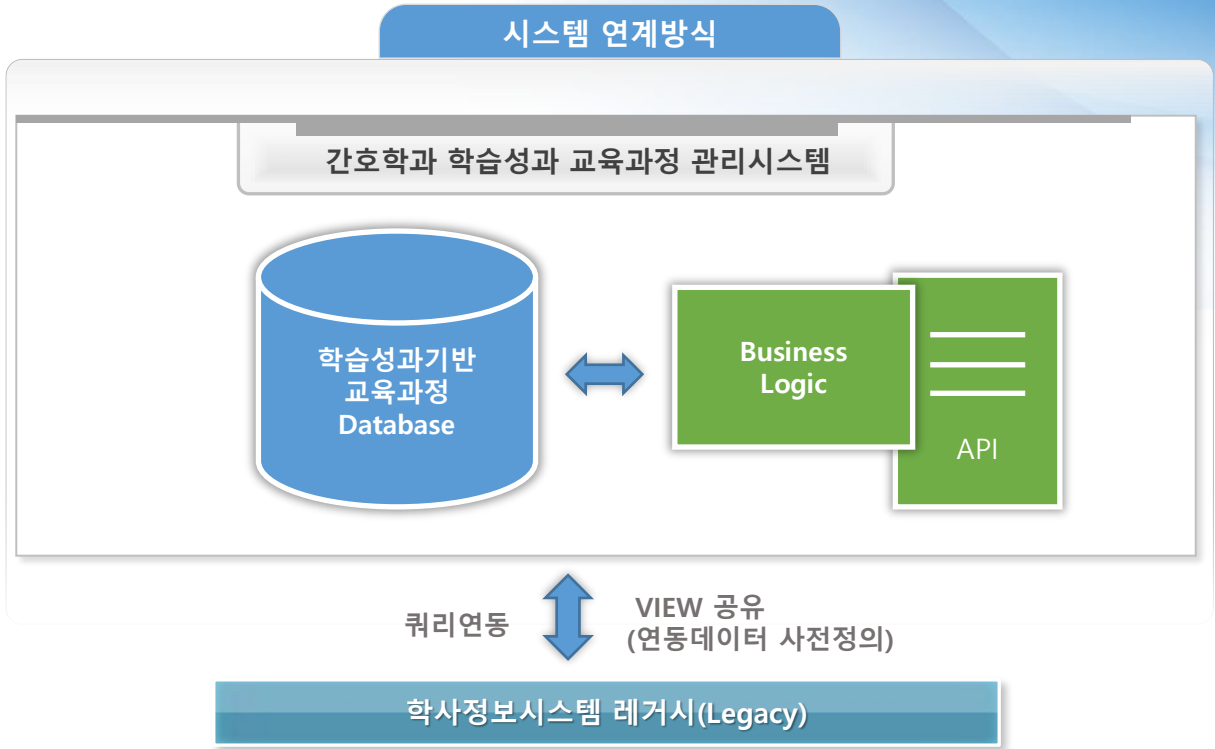 시스템 연계방식
간호학과 학습성과 교육과정 관리시스템
학습성과기반
교육과정
Database
Business
Logic
API
쿼리연동
VIEW 공유
(연동데이터 사전정의)
학사정보시스템 레거시(Legacy)